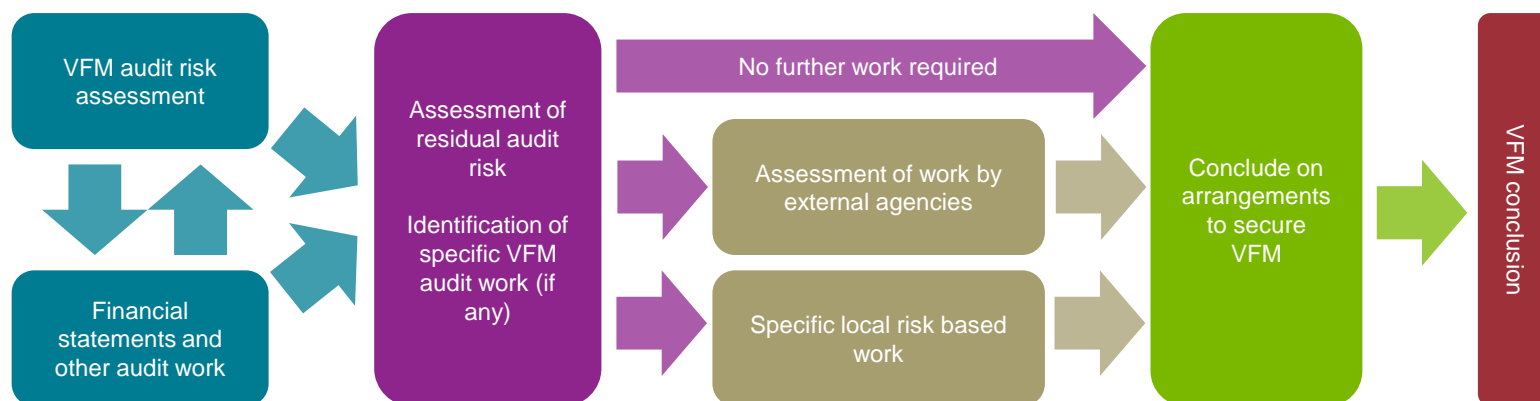 VFM audit risk
assessment
Financial
statements and
other audit work
Assessment of
residual audit
risk
Identification of
specific VFM
audit work (if
any)
No further work required
Assessment of work by
external agencies
Specific local risk based
work
Conclude on
arrangements
to secure
VFM
VFM conclusion